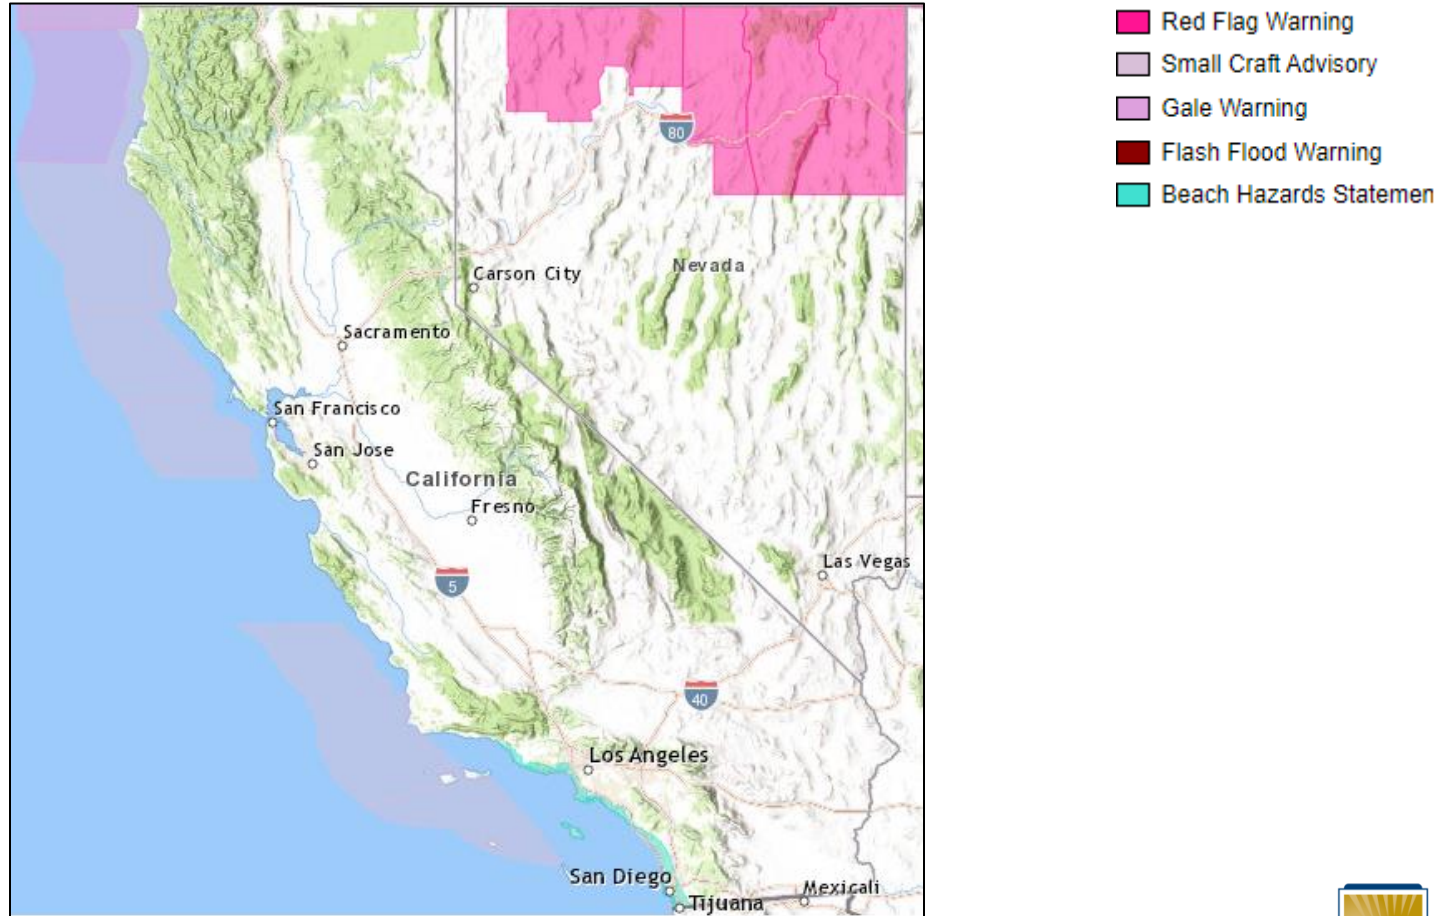 Red Flag Warning
Small Craft Advisory
Gale Warning
Flash Flood Warning
Beach Hazards Statemen
80
Carson City
Nevada
Sacramento
San Francisco
San Jose
California
Fresno
Las Vegas
5
40
Los Angeles
San Diego
Mexicali
Tijuana